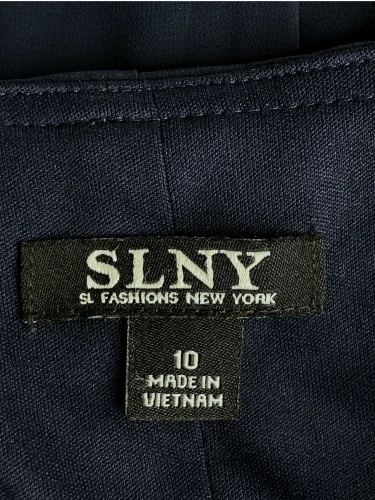 SLNY
SL FASHIONS NEW YORK
10
MADE IN
VIETNAM